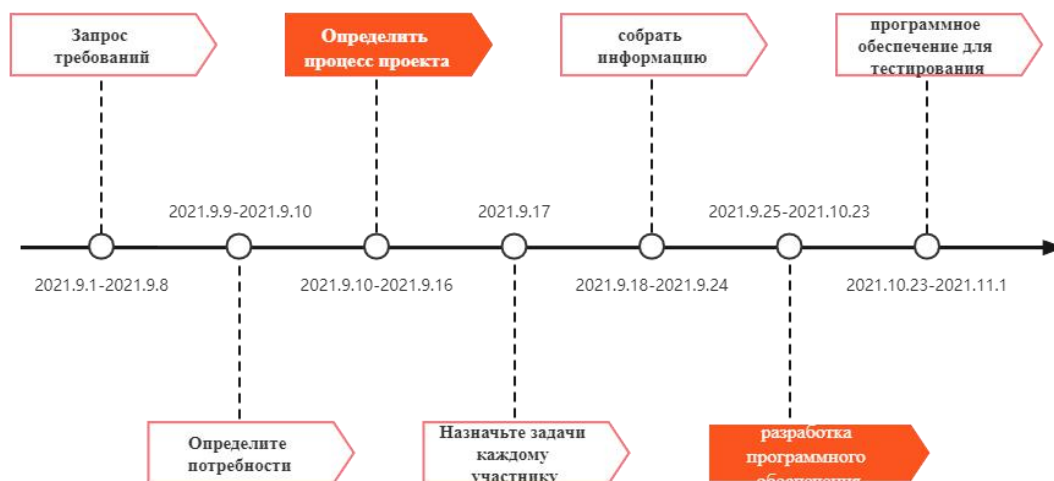 Запрос
требований
Определить
процесс проекта
собрать
информацию
программное
обеспечение для
тестирования
2021.9.9-2021.9.10
2021.9.17
2021.9.25-2021.10.23
2021.9.1-2021.9.8
2021.9.10-2021.9.16
2021.9.18-2021.9.24
2021.10.23-2021.11.1
Определите
потребности
Назначьте задачи
каждому
участнику
разработка
программного
обеспечения